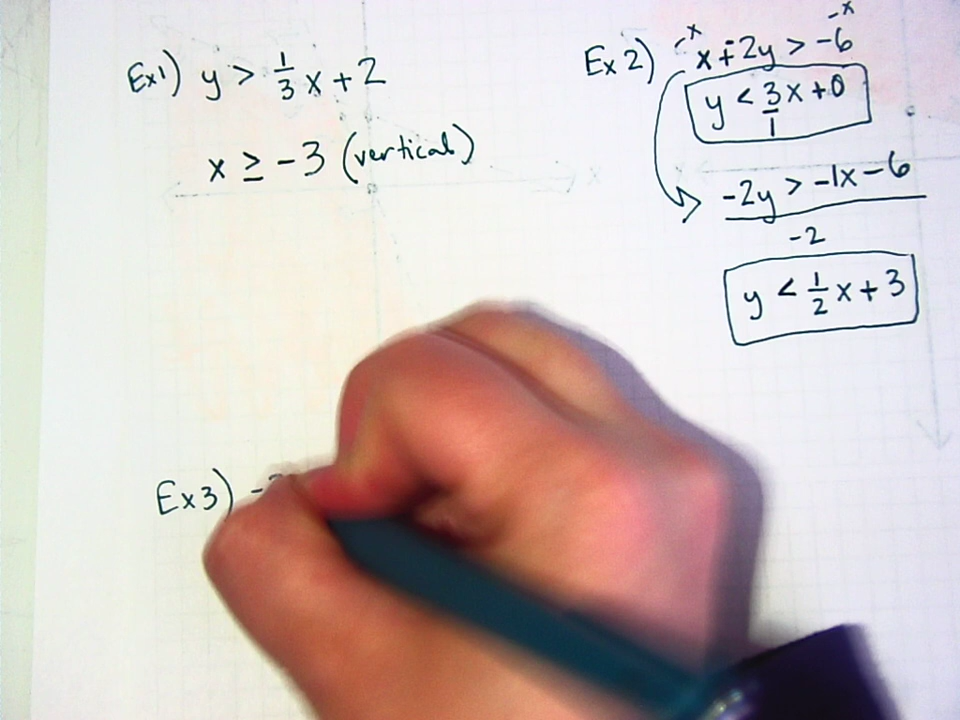 Ex1) y > 1/3 x + 2
x ≥ -3 (vertical)
Ex 2) -x x + -2y > -6 -x
y < 3/1 x + 0
-2y > -1x - 6
-2
y < 1/2 x + 3
Ex3) -